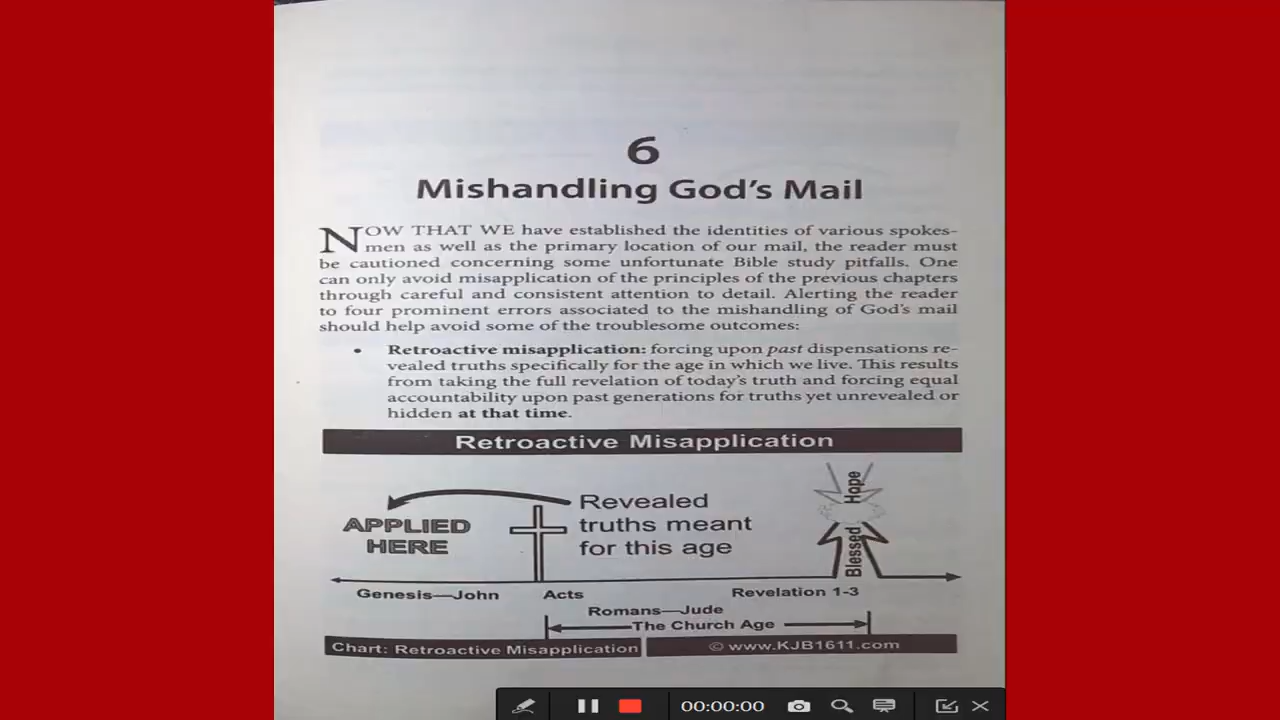 6
Mishandling God's Mail
NOW THAT WE have established the identities of various spokes-
men as well as the primary location of our mail, the reader must
be cautioned concerning some unfortunate Bible study pitfalls. One
can only avoid misapplication of the principles of the previous chapters
through careful and consistent attention to detail. Alerting the reader
to four prominent errors associated to the mishandling of God's mail
should help avoid some of the troublesome outcomes:
• Retroactive misapplication: forcing upon past dispensations re-
vealed truths specifically for the age in which we live. This results
from taking the full revelation of today's truth and forcing equal
accountability upon past generations for truths yet unrevealed or
hidden at that time.
Retroactive Misapplication
APPLIED
HERE
Revealed
truths meant
for this age
Blessed Hope
Genesis—John
Acts
Revelation 1-3
Romans—Jude
The Church Age
Chart: Retroactive Misapplication
© www.KJB1611.com
00:00:00